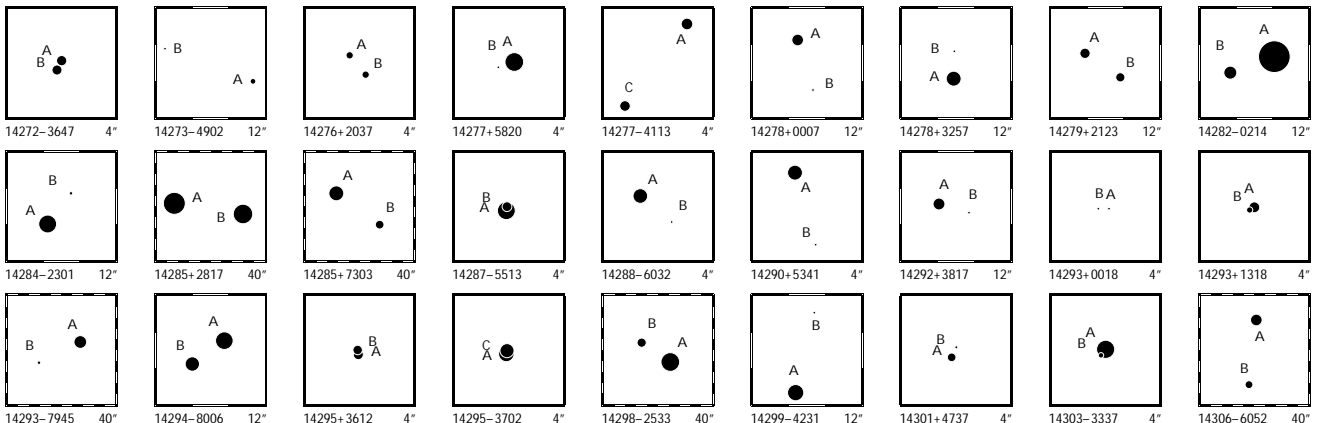 A
B
14272−3647 4″
B
A
14273−4902 12″
A
B
14276+2037 4″
B A
14277+5820 4″
A
C
14277−4113 4″
A
B
14278+0007 12″
B
A
14278+3257 12″
A
B
14279+2123 12″
A
B
14282−0214 12″
B
A
14284−2301 12″
A
B
14285+2817 40″
A
B
14285+7303 40″
B
A
14287−5513 4″
A
B
14288−6032 4″
A
B
14290+5341 4″
A
B
14292+3817 12″
B A
14293+0018 4″
A
B
14293+1318 4″
A
B
14293−7945 40″
A
B
14294−8006 12″
B
A
14295+3612 4″
C
A
14295−3702 4″
B
A
14298−2533 40″
B
A
14299−4231 12″
B
A
14301+4737 4″
A
B
14303−3337 4″
A
B
14306−6052 40″